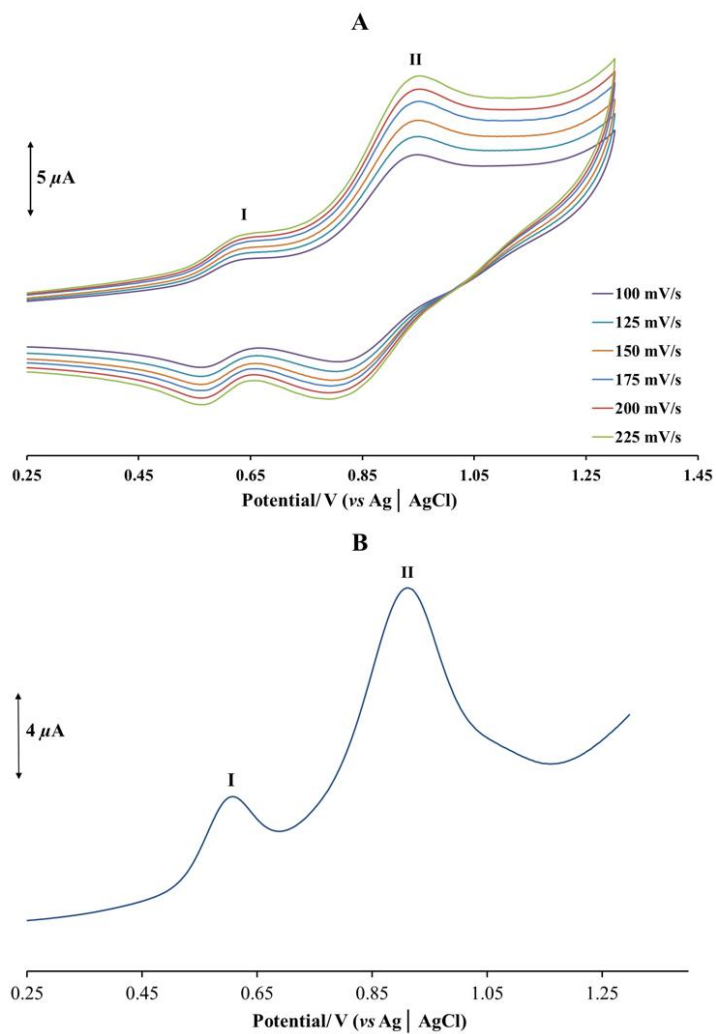 A
II
5 µA
I
100 mV/s
125 mV/s
150 mV/s
175 mV/s
200 mV/s
225 mV/s
0.25 0.45 0.65 0.85 1.05 1.25 1.45
Potential/ V (vs Ag | AgCl)
B
II
4 µA
I
0.25 0.45 0.65 0.85 1.05 1.25
Potential/ V (vs Ag | AgCl)